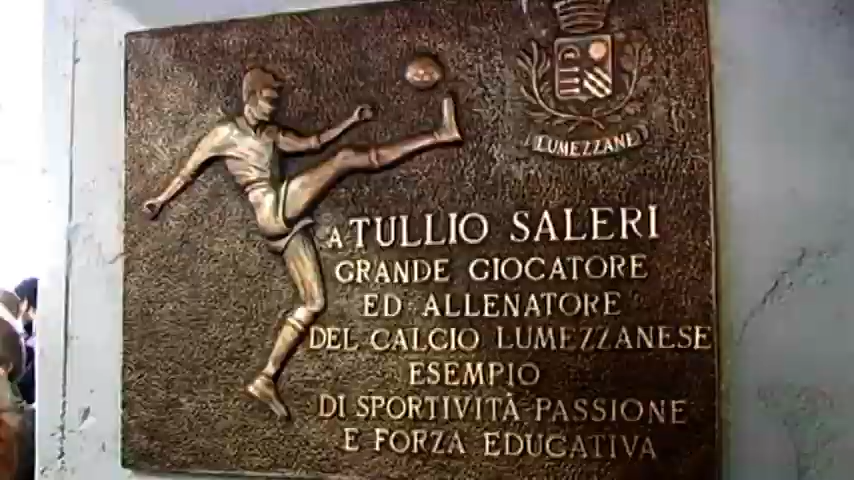 LUMEZZANE
A TULLIO SALERI
GRANDE GIOCATORE
ED ALLENATORE
DEL CALCIO LUMEZZANESE
ESEMPIO
DI SPORTIVITÀ-PASSIONE
E FORZA EDUCATIVA